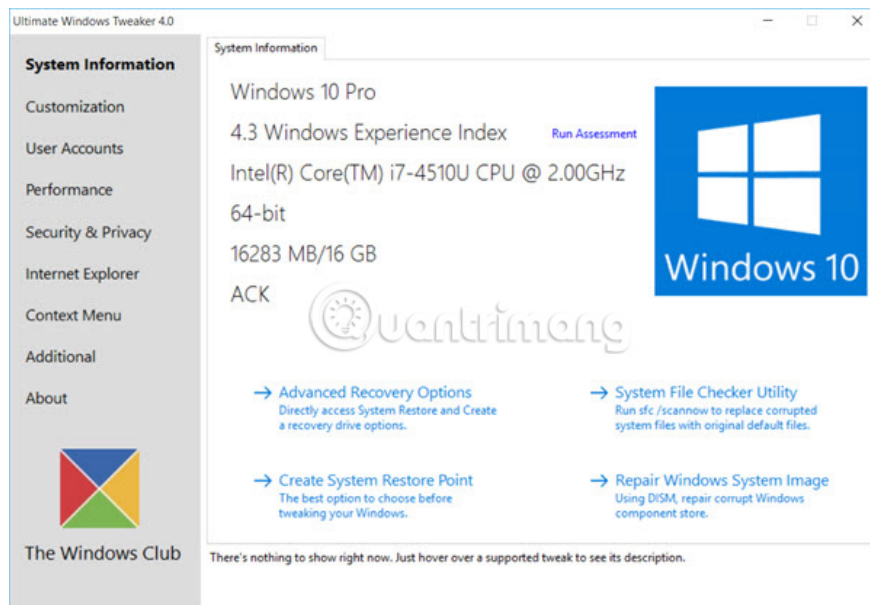 Ultimate Windows Tweaker 4.0
System Information
Customization
User Accounts
Performance
Security & Privacy
Internet Explorer
Context Menu
Additional
About
The Windows Club
System Information
Windows 10 Pro
4.3 Windows Experience Index
Run Assessment
Intel(R) Core(TM) i7-4510U CPU @ 2.00GHz
64-bit
16283 MB/16 GB
ACK
Windows 10
Quantrimang
Advanced Recovery Options
Directly access System Restore and Create
a recovery drive options.
System File Checker Utility
Run sfc /scannow to replace corrupted
system files with original default files.
Create System Restore Point
The best option to choose before
tweaking your Windows.
Repair Windows System Image
Using DISM, repair corrupt Windows
component store.
There's nothing to show right now. Just hover over a supported tweak to see its description.